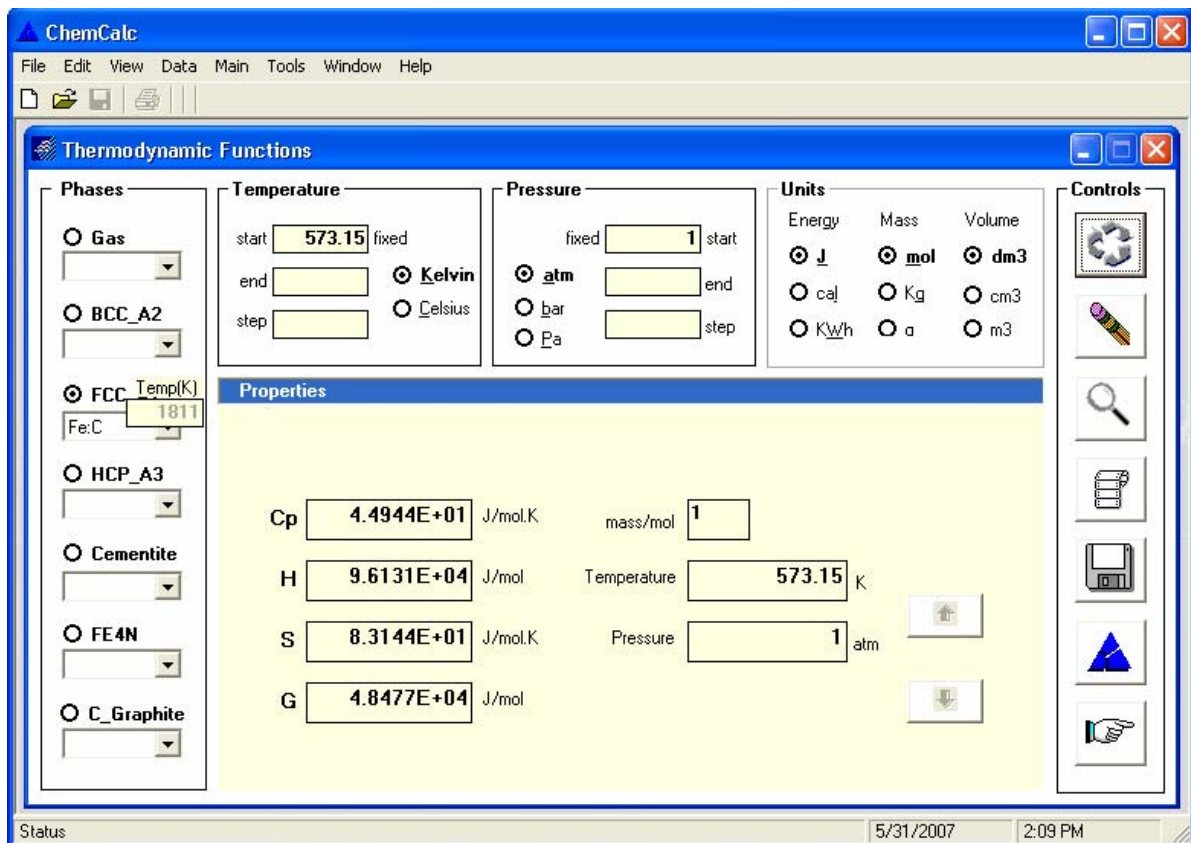 ChemCalc
File Edit View Data Main Tools Window Help
Thermodynamic Functions
Phases
Gas
BCC_A2
FCC_
Temp(K)
1811
Fe:C
HCP_A3
Cementite
FE4N
C_Graphite
Temperature
start 573.15 fixed
end
step
Kelvin
Celsius
Pressure
fixed 1 start
end
step
atm
bar
Pa
Units
Energy Mass Volume
J mol dm3
cal Kg cm3
KWh g m3
Controls
Properties
Cp 4.4944E+01 J/mol.K
H 9.6131E+04 J/mol
S 8.3144E+01 J/mol.K
G 4.8477E+04 J/mol
mass/mol 1
Temperature 573.15 K
Pressure 1 atm
Status 5/31/2007 2:09 PM